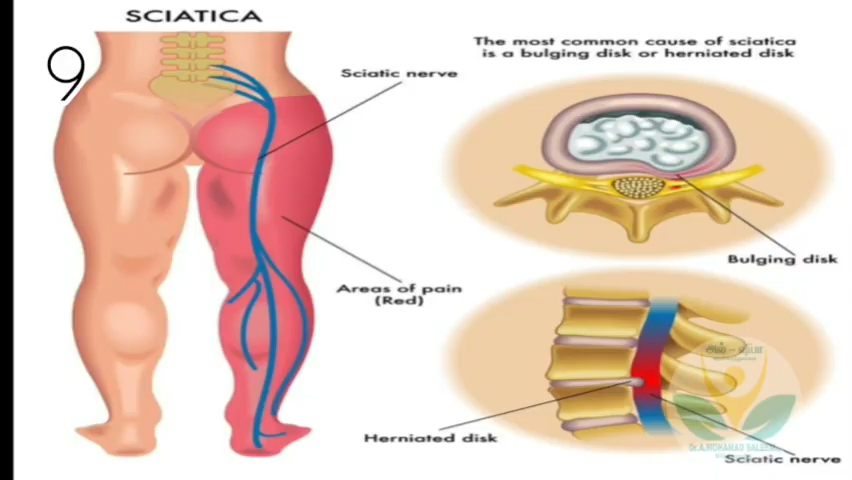 SCIATICA
9
The most common cause of sciatica
is a bulging disk or herniated disk
Sciatic nerve
Bulging disk
Areas of pain
(Red)
Herniated disk
Sciatic nerve